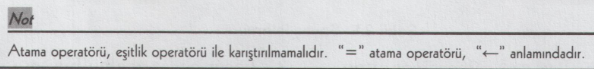 Not
Atama operatörü, eşitlik operatörü ile karıştırılmamalıdır. "=" atama operatörü, "←" anlamındadır.